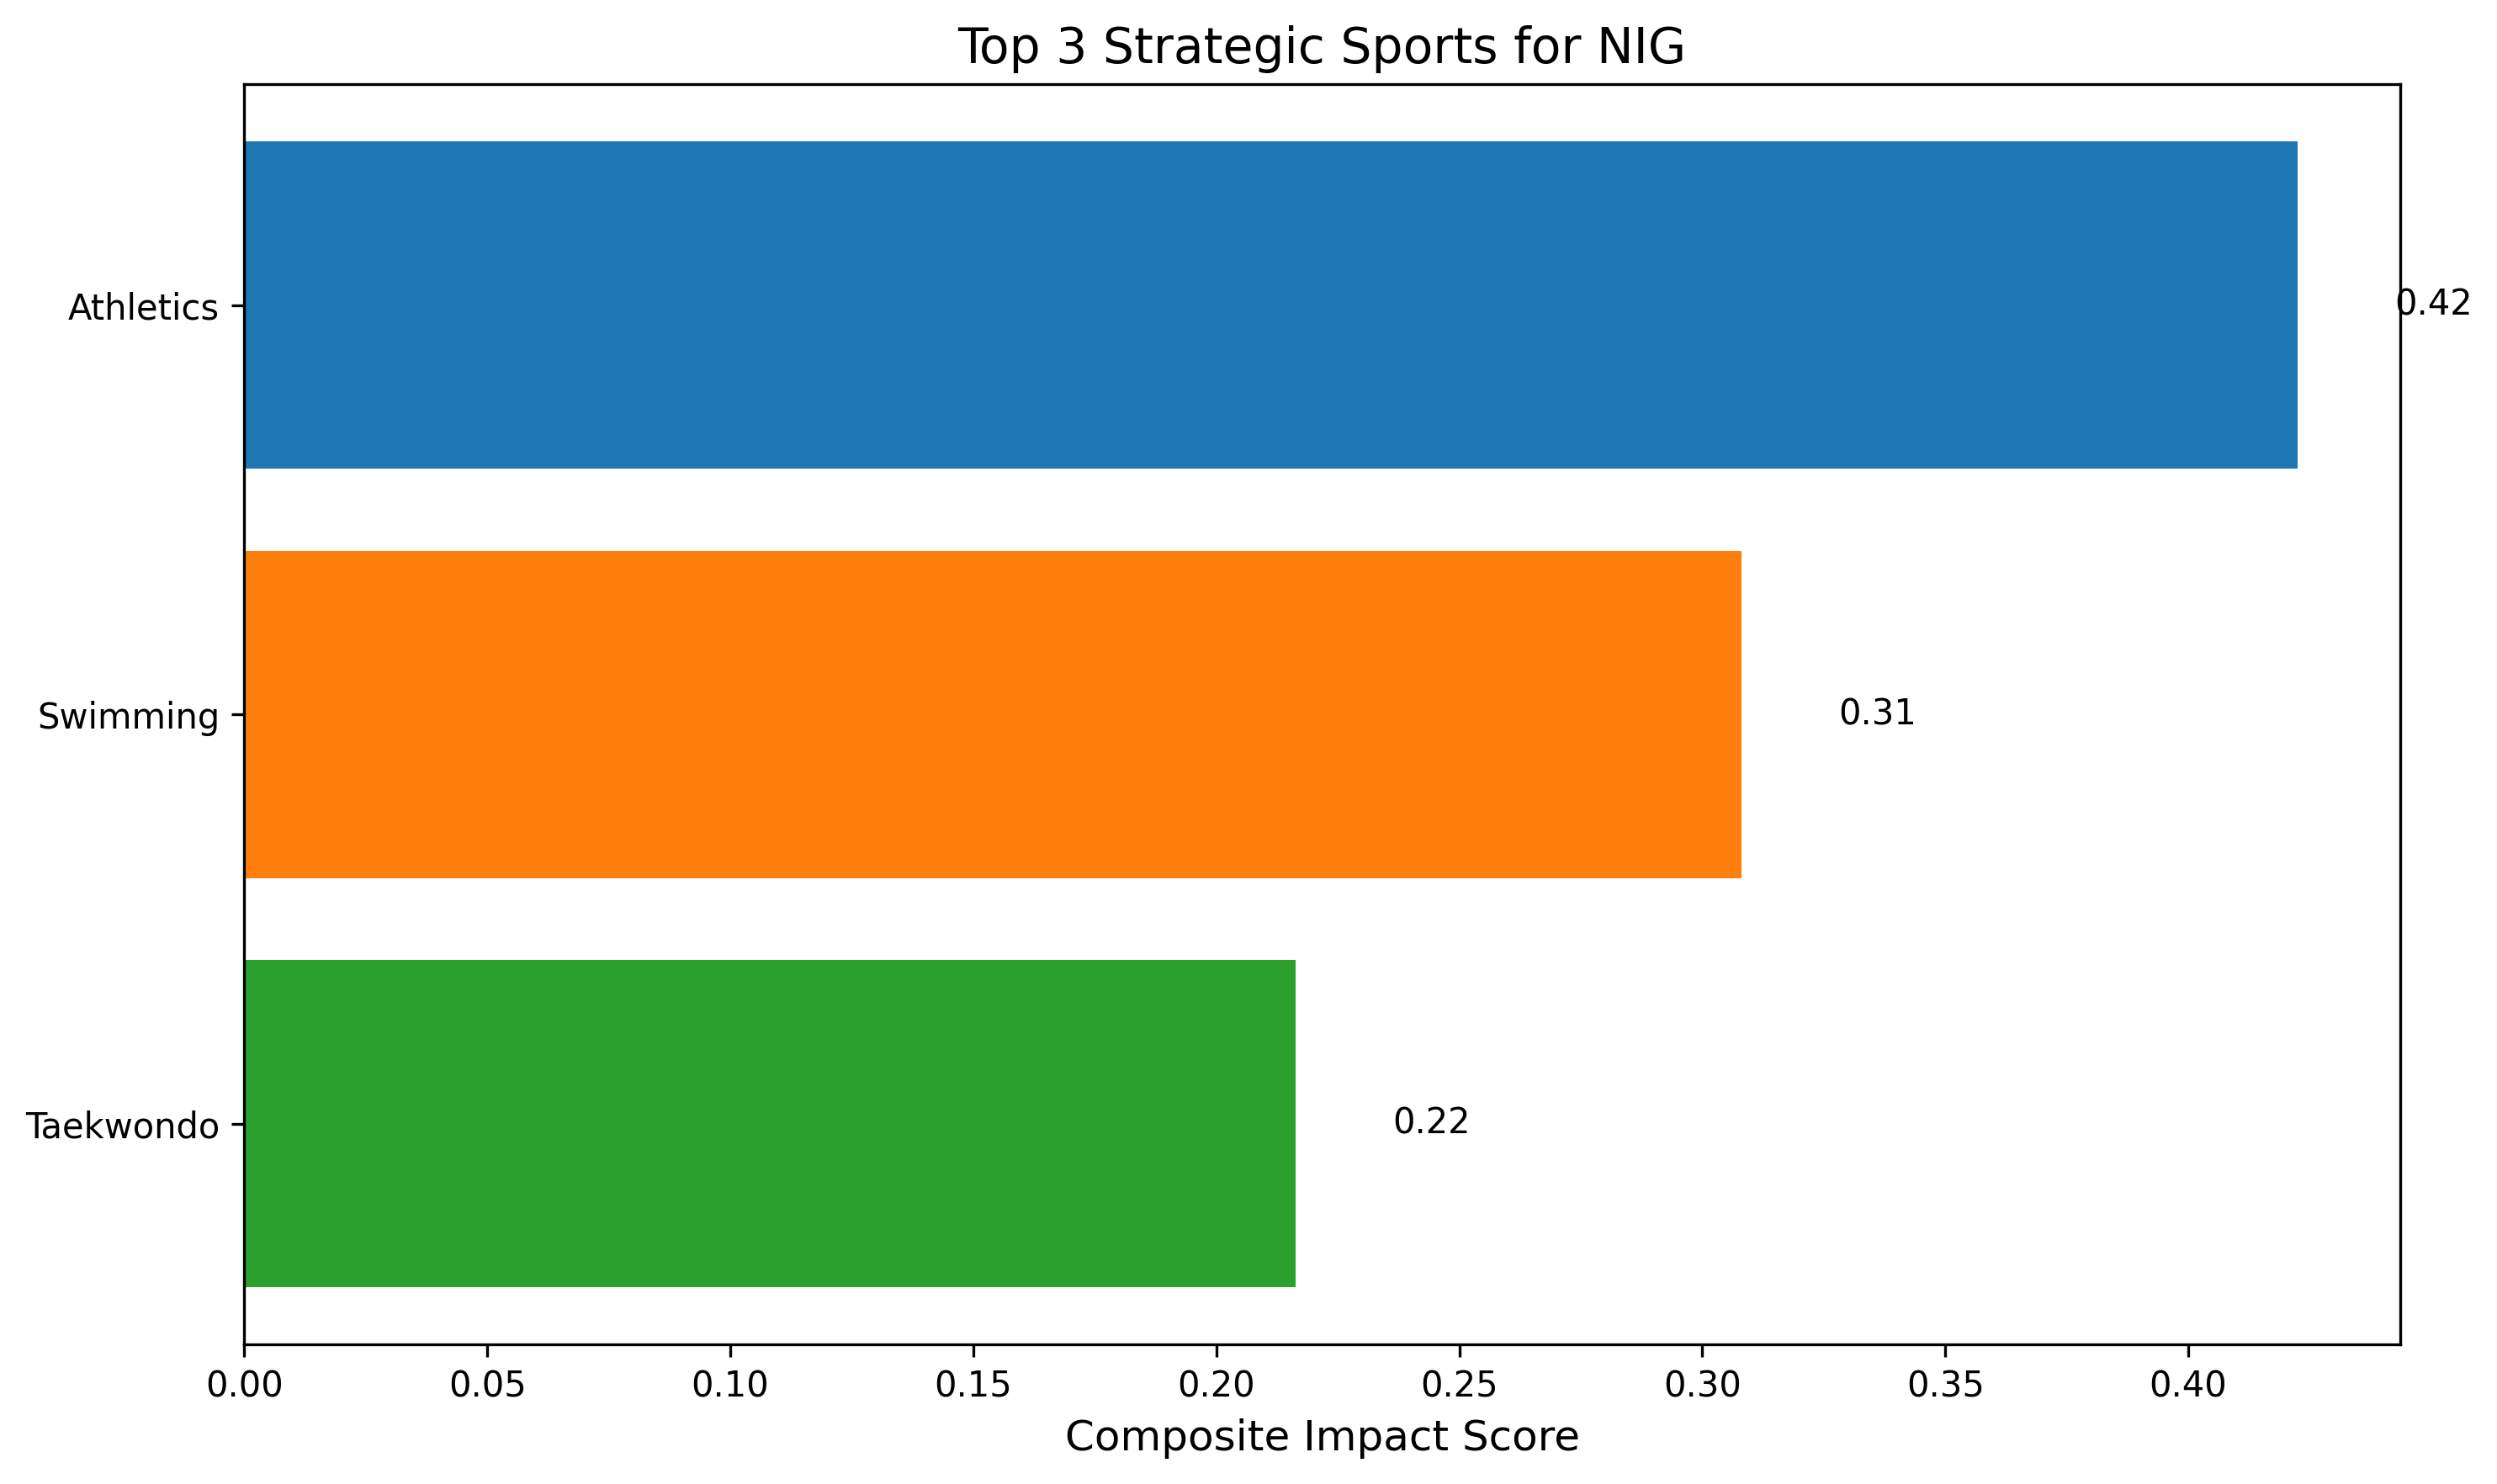 Top 3 Strategic Sports for NIG
Athletics
0.42
Swimming
0.31
Taekwondo
0.22
0.00 0.05 0.10 0.15 0.20 0.25 0.30 0.35 0.40
Composite Impact Score